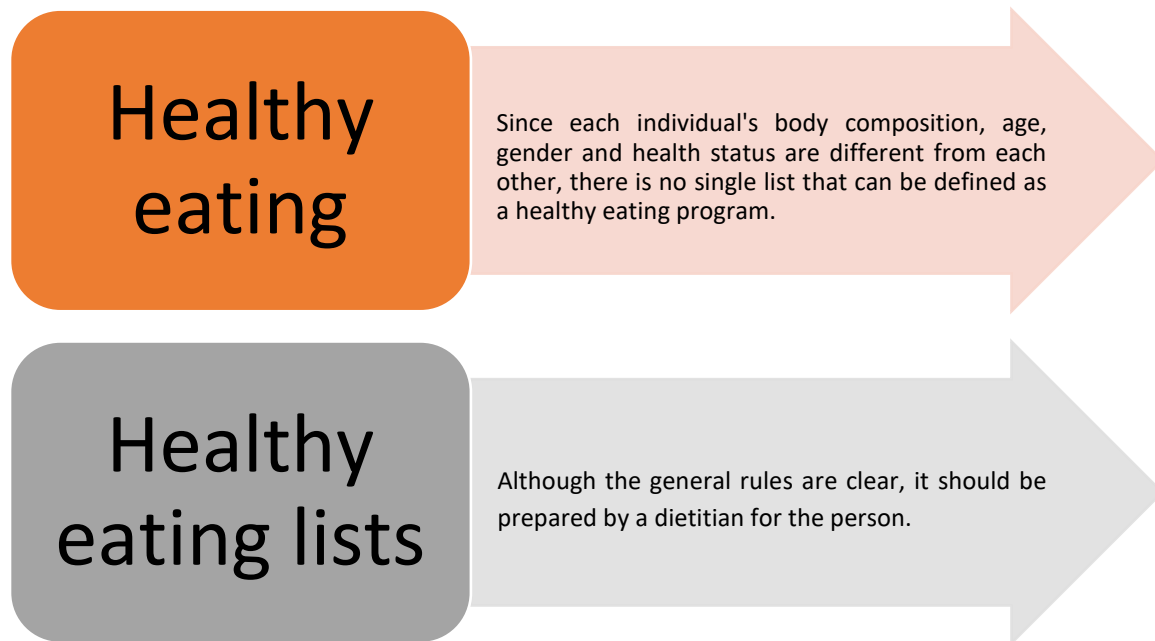 Healthy
eating
Since each individual's body composition, age,
gender and health status are different from each
other, there is no single list that can be defined as
a healthy eating program.
Healthy
eating lists
Although the general rules are clear, it should be
prepared by a dietitian for the person.